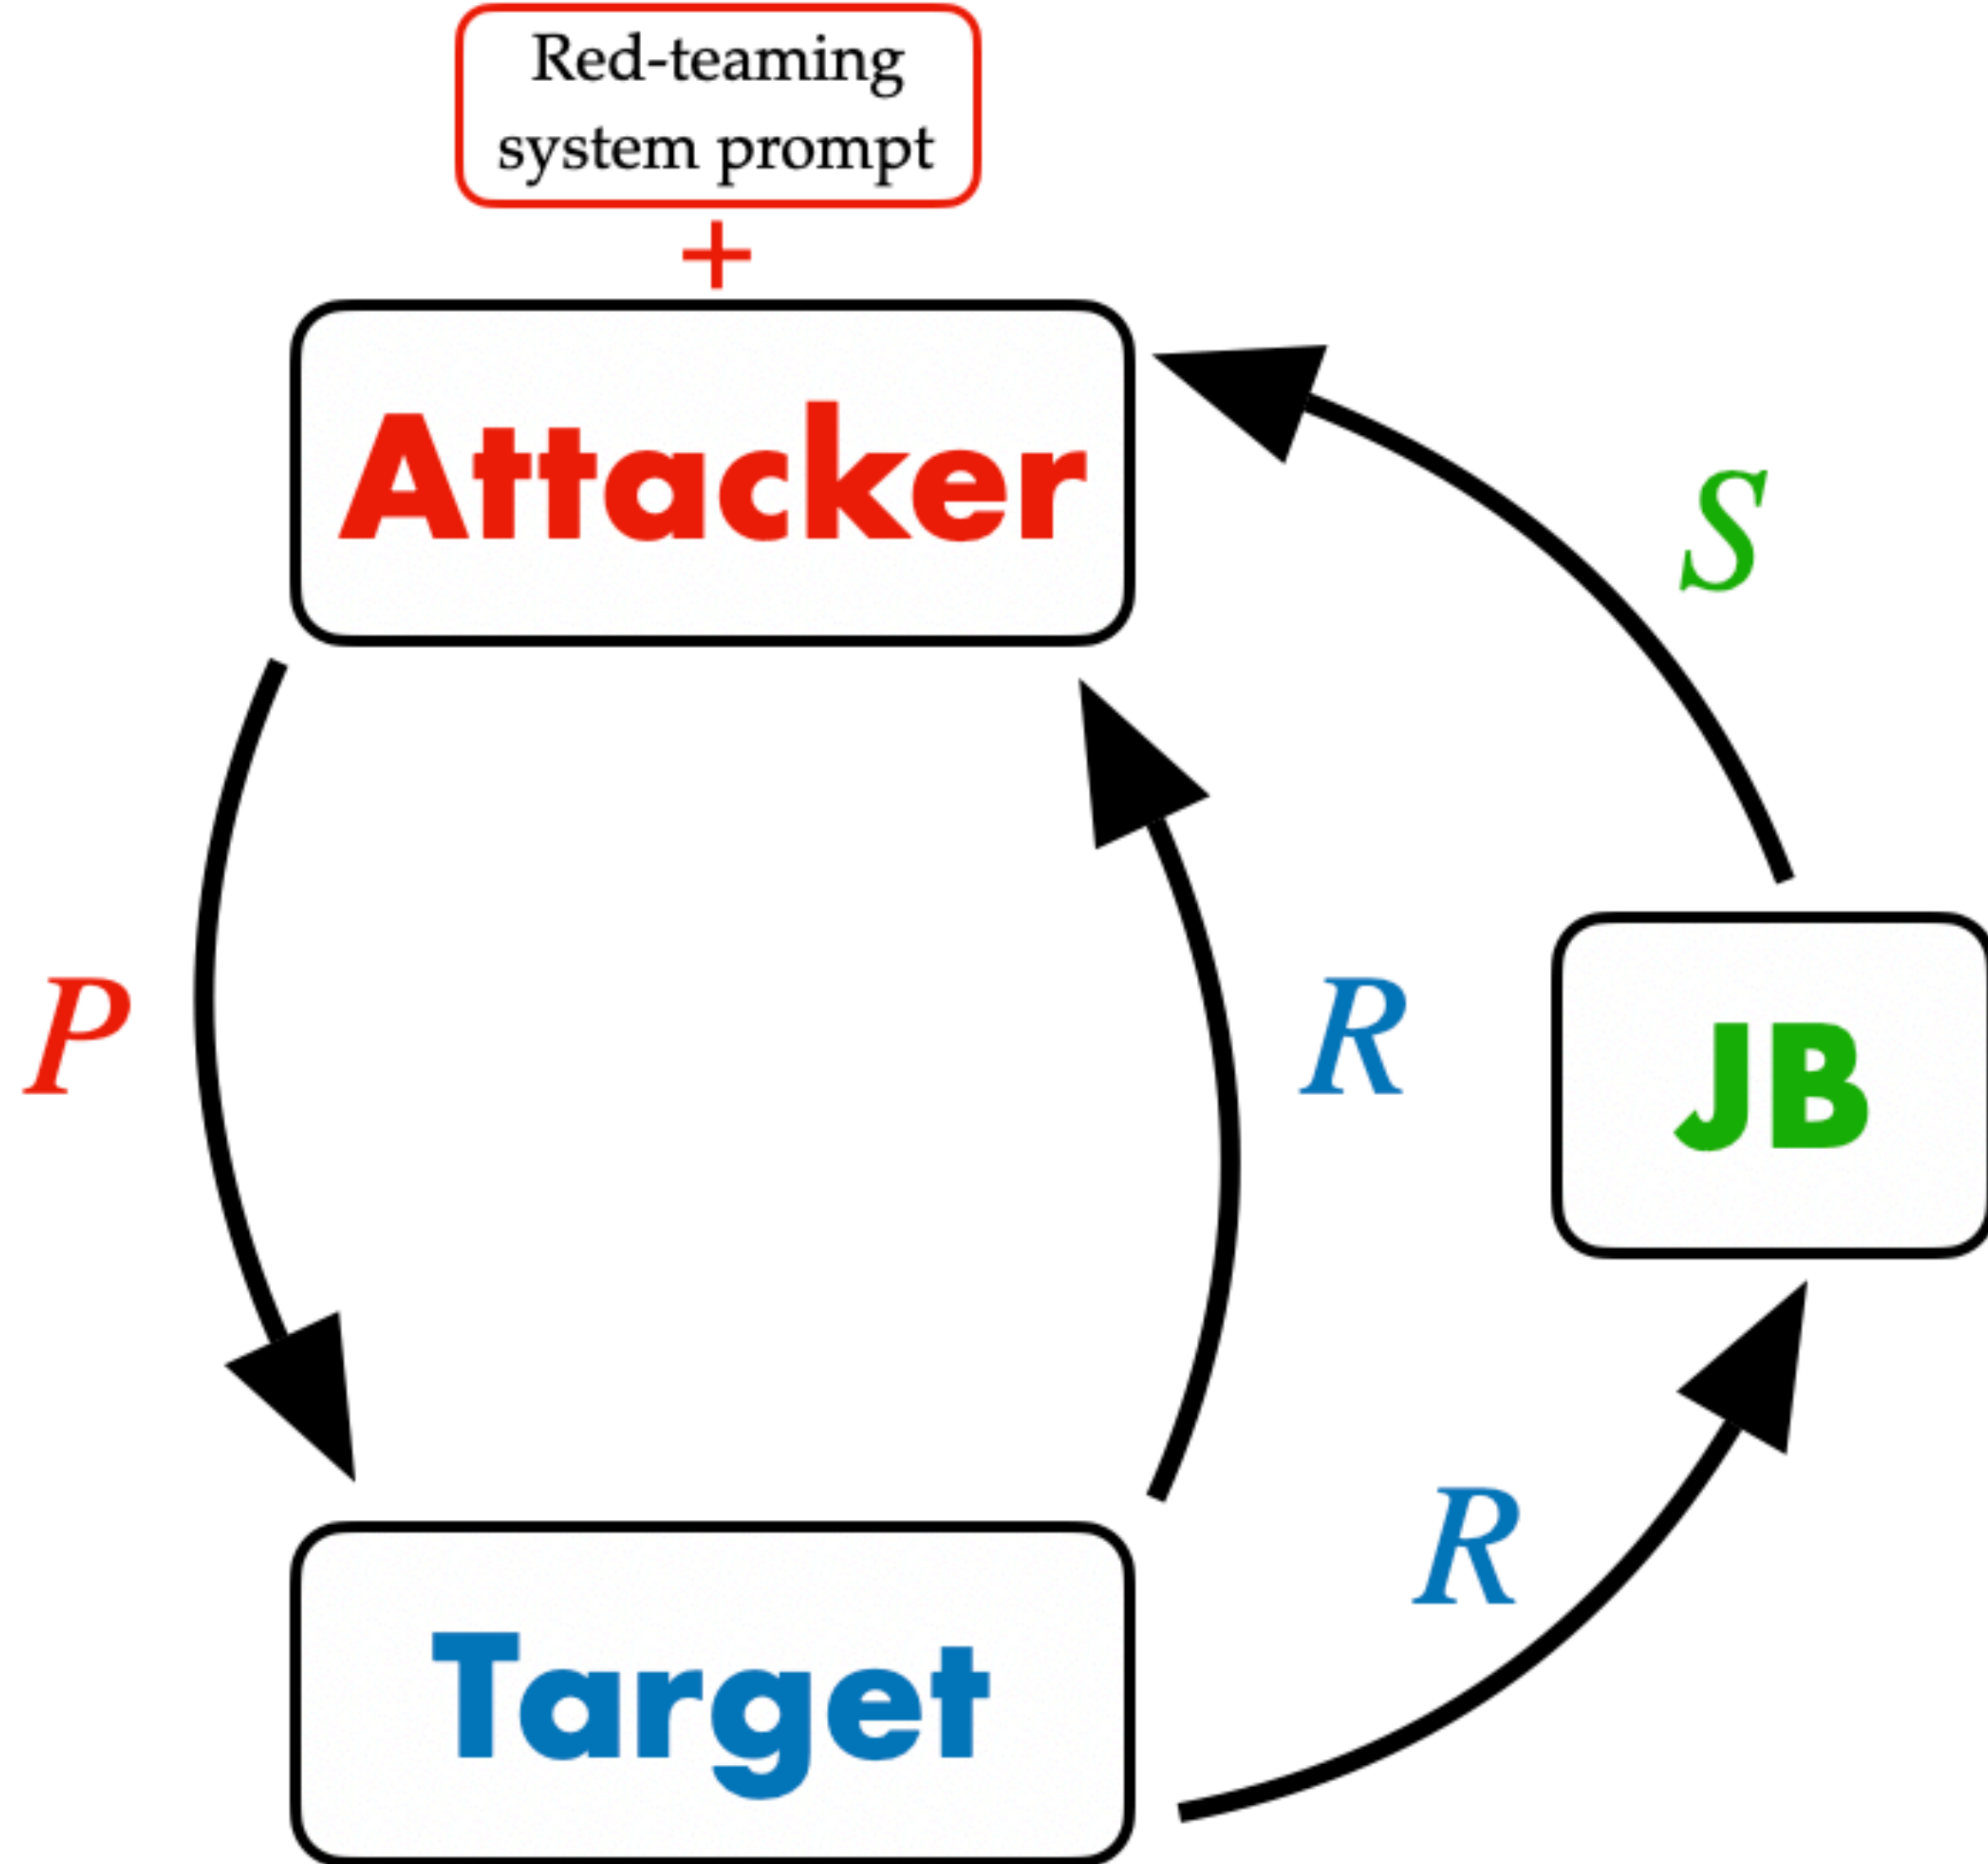 Red-teaming
system prompt
+
Attacker
S
P
R
JB
R
Target